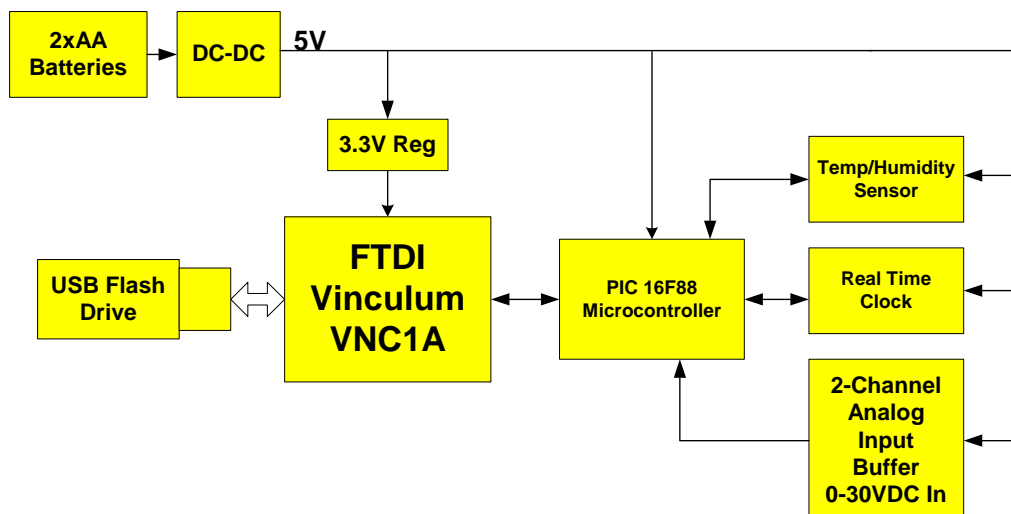 2xAA
Batteries
DC-DC
5V
3.3V Reg
Temp/Humidity
Sensor
FTDI
Vinculum
VNC1A
USB Flash
Drive
PIC 16F88
Microcontroller
Real Time
Clock
2-Channel
Analog
Input
Buffer
0-30VDC In